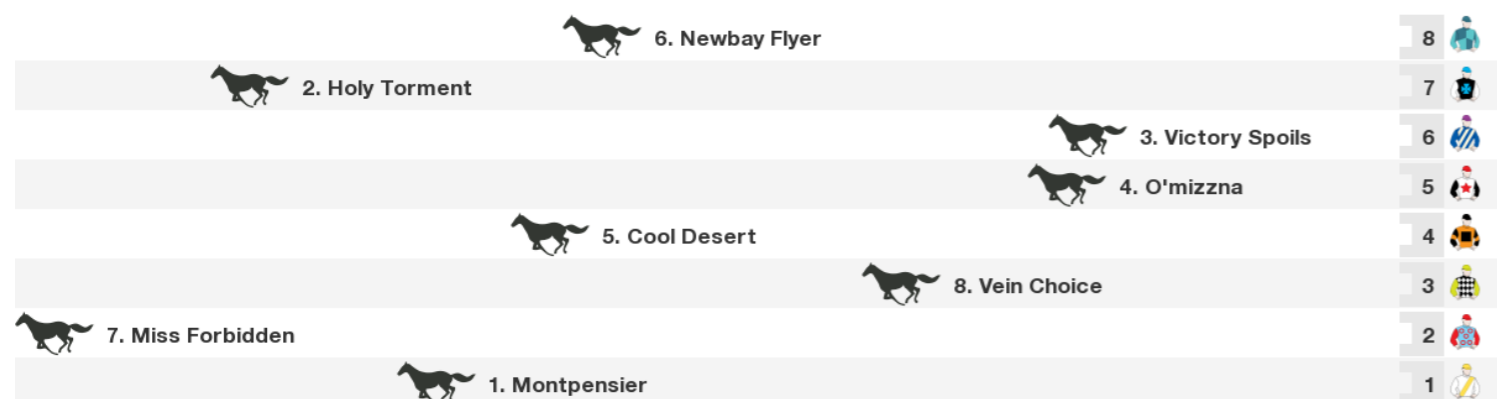 6. Newbay Flyer 8
2. Holy Torment 7
3. Victory Spoils 6
4. O'mizzna 5
5. Cool Desert 4
8. Vein Choice 3
7. Miss Forbidden 2
1. Montpensier 1